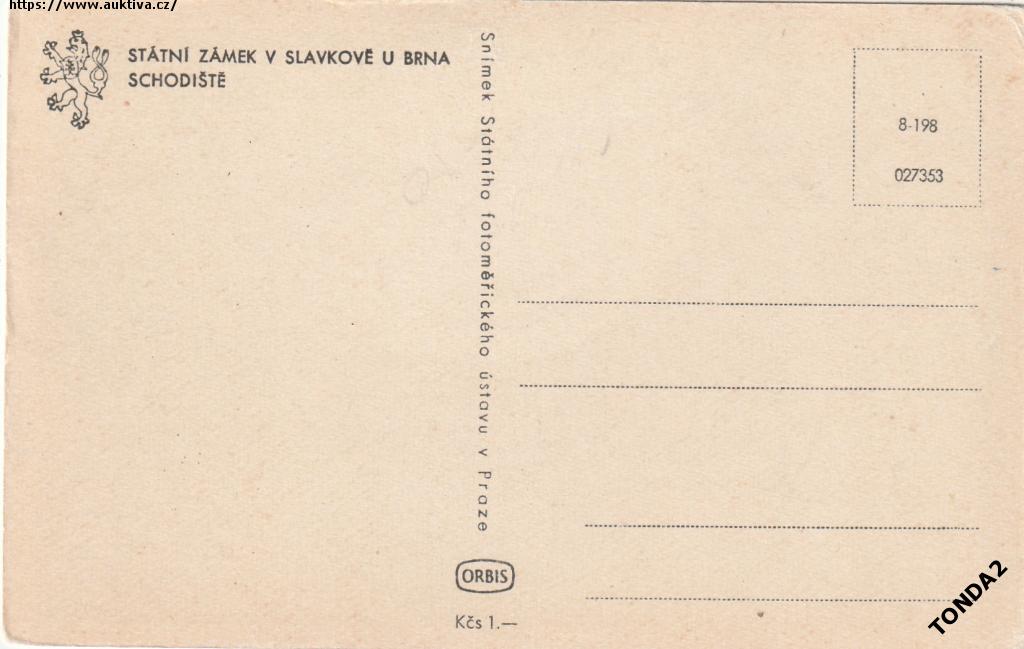 https://www.auktiva.cz/
STÁTNÍ ZÁMEK V SLAVKOVĚ U BRNA
SCHODIŠTĚ
Snímek Státního fotoměřického ústavu v Praze
8-198
027353
ORBIS
Kčs 1.—
TONDA2